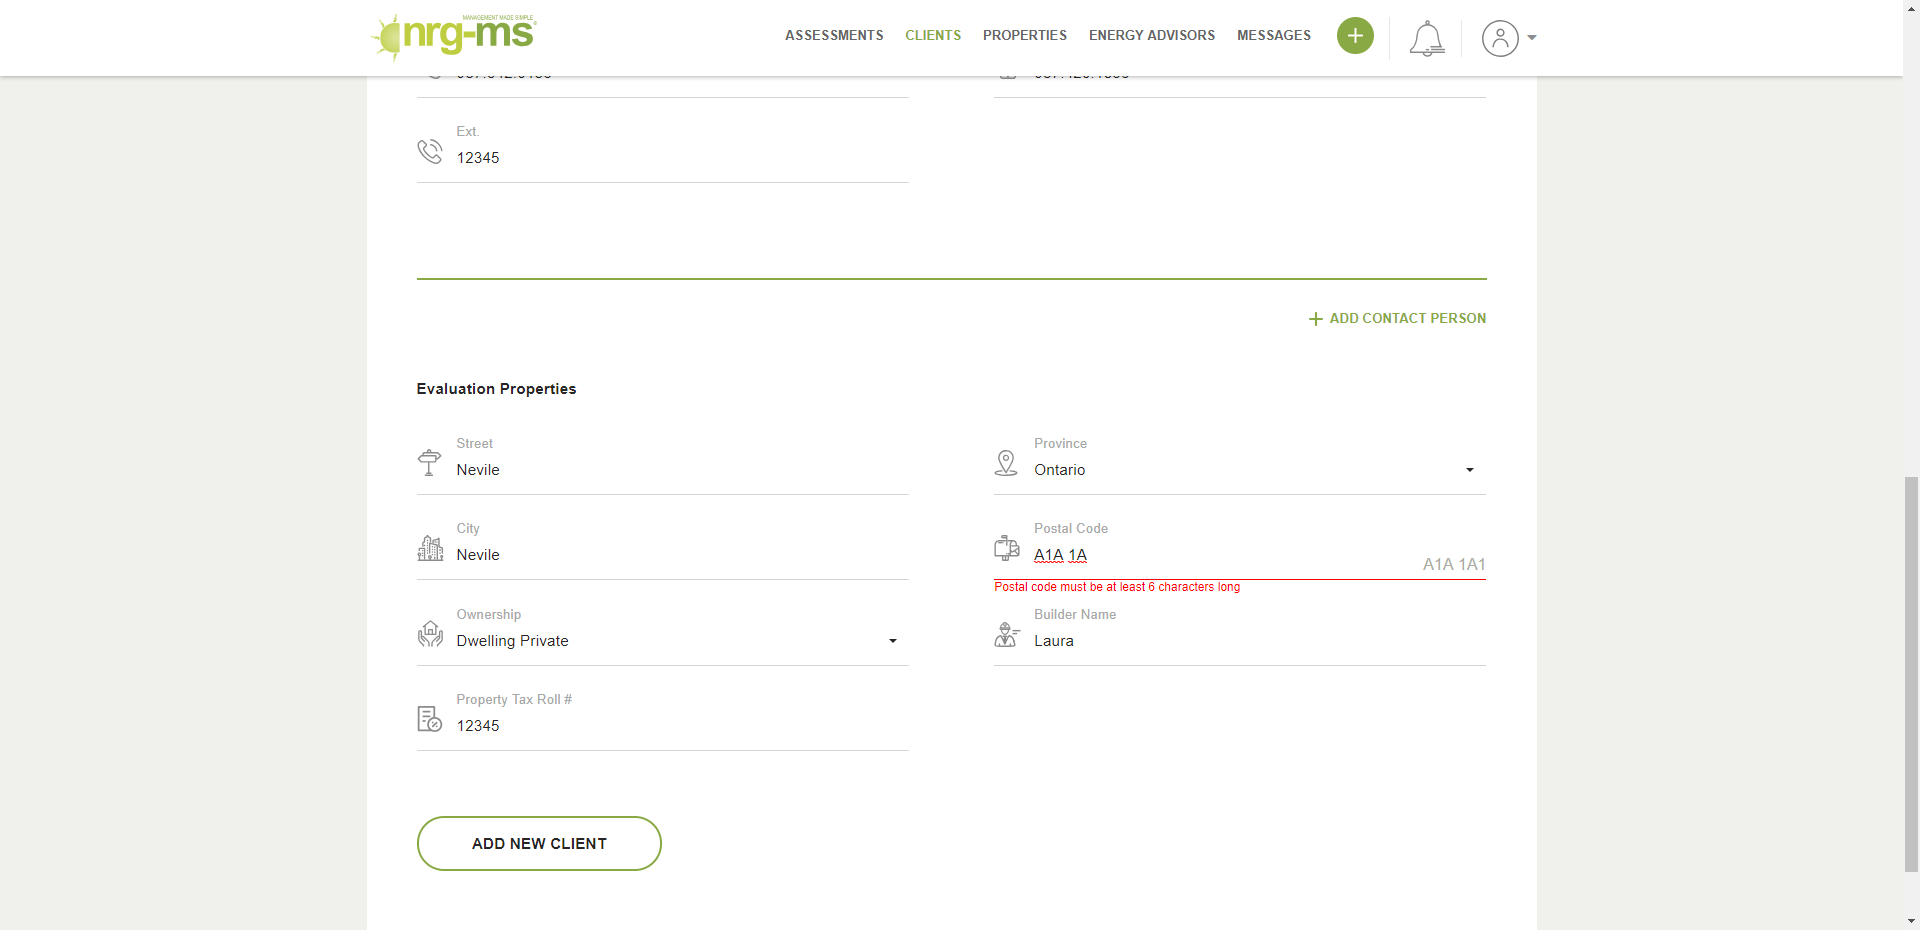 MANAGEMENT MADE SIMPLE
nrg-ms
ASSESSMENTS CLIENTS PROPERTIES ENERGY ADVISORS MESSAGES
Ext.
12345
ADD CONTACT PERSON
Evaluation Properties
Street
Nevile
Province
Ontario
City
Nevile
Postal Code
A1A 1A
A1A 1A1
Postal code must be at least 6 characters long
Ownership
Dwelling Private
Builder Name
Laura
Property Tax Roll #
12345
ADD NEW CLIENT